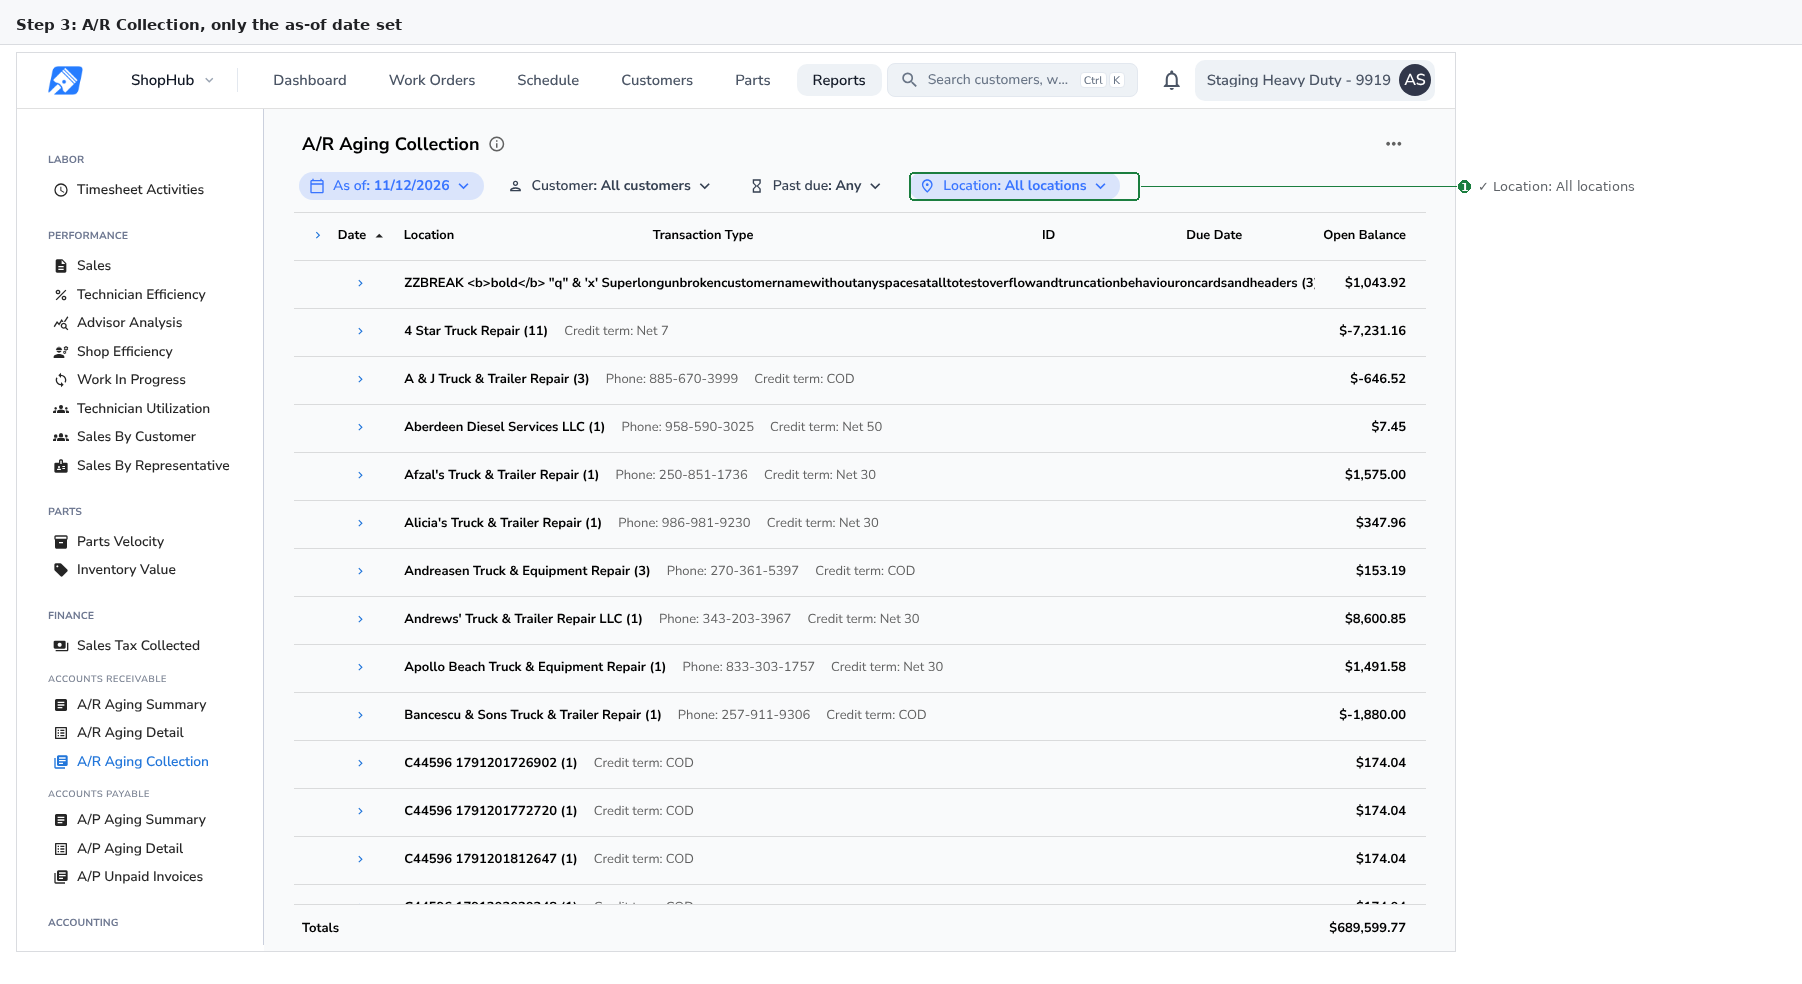 Step 3: A/R Collection, only the as-of date set
ShopHub
Dashboard
Work Orders
Schedule
Customers
Parts
Reports
Search customers, w...
Ctrl
K
Staging Heavy Duty - 9919
AS
LABOR
Timesheet Activities
PERFORMANCE
Sales
Technician Efficiency
Advisor Analysis
Shop Efficiency
Work In Progress
Technician Utilization
Sales By Customer
Sales By Representative
PARTS
Parts Velocity
Inventory Value
FINANCE
Sales Tax Collected
ACCOUNTS RECEIVABLE
A/R Aging Summary
A/R Aging Detail
A/R Aging Collection
ACCOUNTS PAYABLE
A/P Aging Summary
A/P Aging Detail
A/P Unpaid Invoices
ACCOUNTING
A/R Aging Collection
As of: 11/12/2026
Customer: All customers
Past due: Any
Location: All locations
1 ✓ Location: All locations
Date Location Transaction Type ID Due Date Open Balance
ZZBREAK <b>bold</b> "q" & 'x' Superlongunbrokencustomernamewithoutanyspacesatalltotestoverflowandtruncationbehaviouroncardsandheaders (3) $1,043.92
4 Star Truck Repair (11) Credit term: Net 7 $-7,231.16
A & J Truck & Trailer Repair (3) Phone: 885-670-3999 Credit term: COD $-646.52
Aberdeen Diesel Services LLC (1) Phone: 958-590-3025 Credit term: Net 50 $7.45
Afzal's Truck & Trailer Repair (1) Phone: 250-851-1736 Credit term: Net 30 $1,575.00
Alicia's Truck & Trailer Repair (1) Phone: 986-981-9230 Credit term: Net 30 $347.96
Andreasen Truck & Equipment Repair (3) Phone: 270-361-5397 Credit term: COD $153.19
Andrews' Truck & Trailer Repair LLC (1) Phone: 343-203-3967 Credit term: Net 30 $8,600.85
Apollo Beach Truck & Equipment Repair (1) Phone: 833-303-1757 Credit term: Net 30 $1,491.58
Bancescu & Sons Truck & Trailer Repair (1) Phone: 257-911-9306 Credit term: COD $-1,880.00
C44596 1791201726902 (1) Credit term: COD $174.04
C44596 1791201772720 (1) Credit term: COD $174.04
C44596 1791201812647 (1) Credit term: COD $174.04
Totals $689,599.77